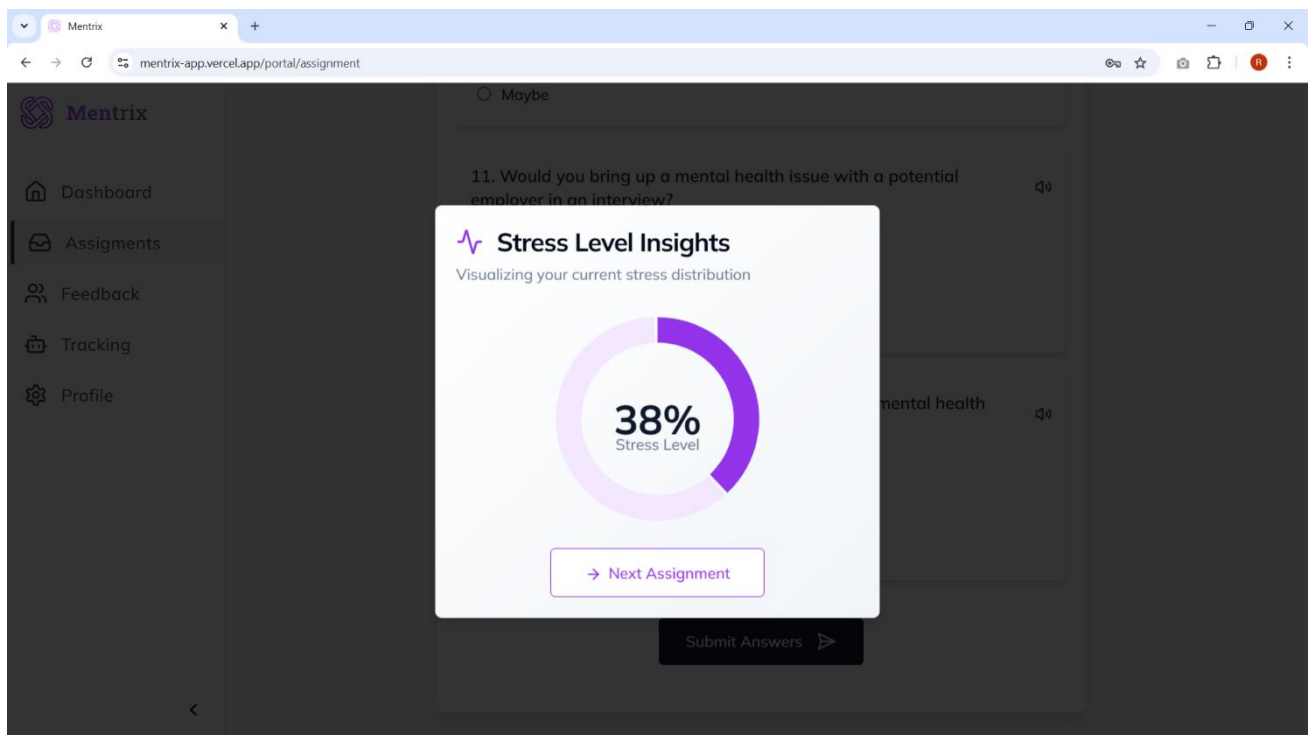 Mentrix
mentrix-app.vercel.app/portal/assignment
R
Mentrix
Dashboard
Assigments
Feedback
Tracking
Profile
Maybe
11. Would you bring up a mental health issue with a potential
employer in an interview?
mental health
Stress Level Insights
Visualizing your current stress distribution
38%
Stress Level
→ Next Assignment
Submit Answers